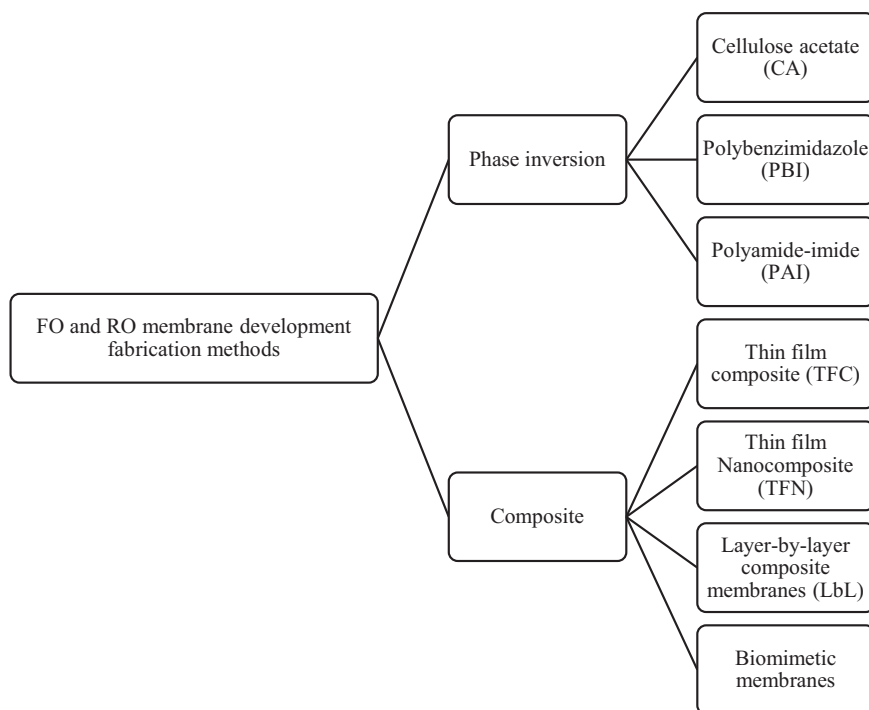 FO and RO membrane development
fabrication methods
Phase inversion
Cellulose acetate
(CA)
Polybenzimidazole
(PBI)
Polyamide-imide
(PAI)
Composite
Thin film
composite (TFC)
Thin film
Nanocomposite
(TFN)
Layer-by-layer
composite
membranes (LbL)
Biomimetic
membranes